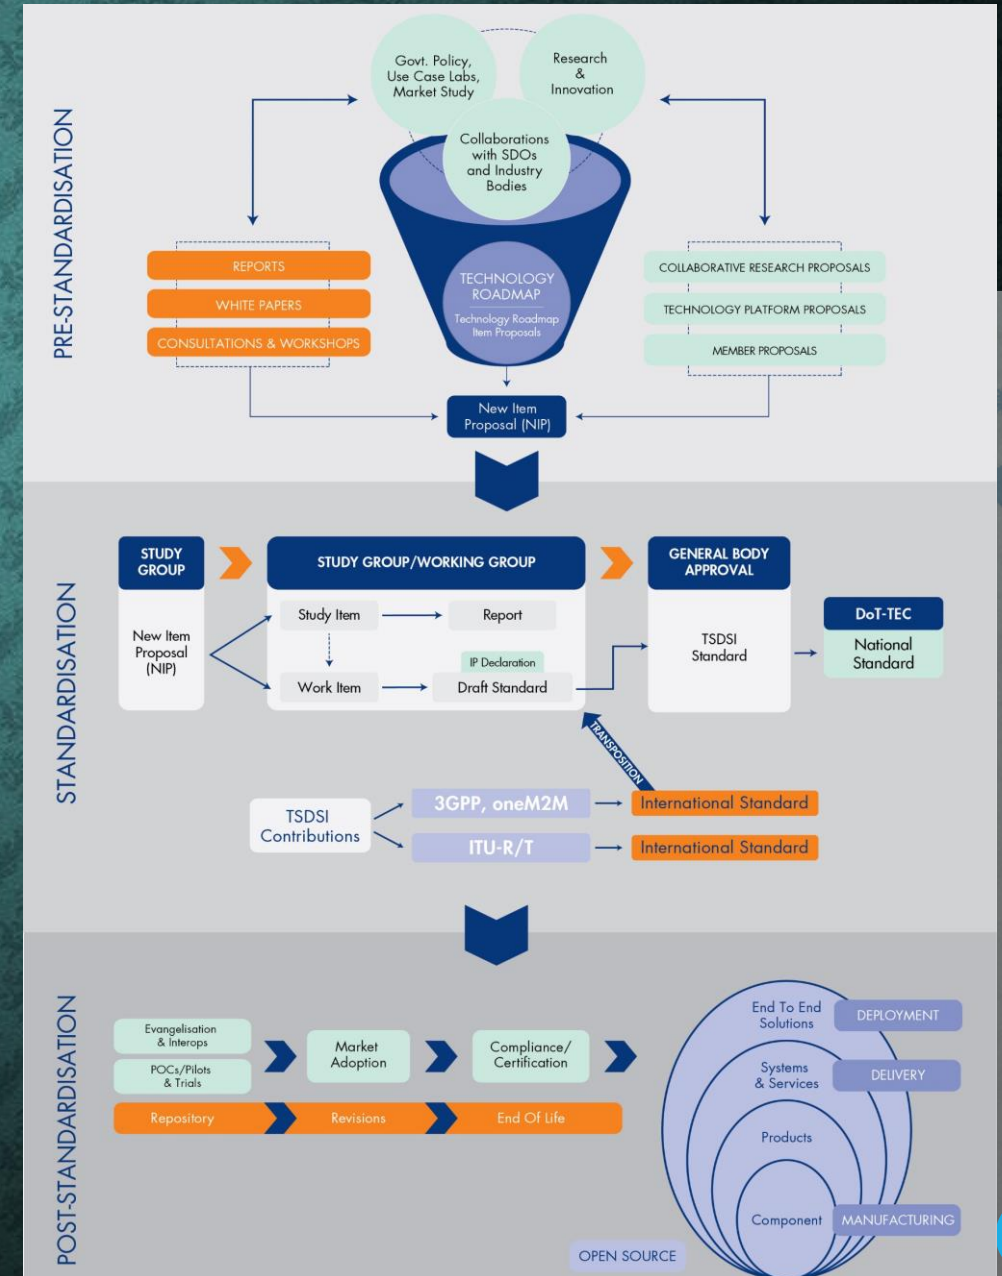 PRE-STANDARDISATION
Govt. Policy,
Use Case Labs,
Market Study
Research
&
Innovation
Collaborations
with SDOs
and Industry
Bodies
TECHNOLOGY
ROADMAP
Technology Roadmap
Item Proposals
REPORTS
WHITE PAPERS
CONSULTATIONS & WORKSHOPS
COLLABORATIVE RESEARCH PROPOSALS
TECHNOLOGY PLATFORM PROPOSALS
MEMBER PROPOSALS
New Item
Proposal (NIP)
STANDARDISATION
STUDY
GROUP
New Item
Proposal
(NIP)
STUDY GROUP/WORKING GROUP
Study Item
Report
IP Declaration
Work Item
Draft Standard
GENERAL BODY
APPROVAL
TSDSI
Standard
DoT-TEC
National
Standard
TRANSPOSITION
TSDSI
Contributions
3GPP, oneM2M
International Standard
ITU-R/T
International Standard
POST-STANDARDISATION
Evangelisation
& Interops
POCs/Pilots
& Trials
Market
Adoption
Compliance/
Certification
Repository
Revisions
End Of Life
End To End
Solutions
DEPLOYMENT
Systems
& Services
DELIVERY
Products
Component
MANUFACTURING
OPEN SOURCE